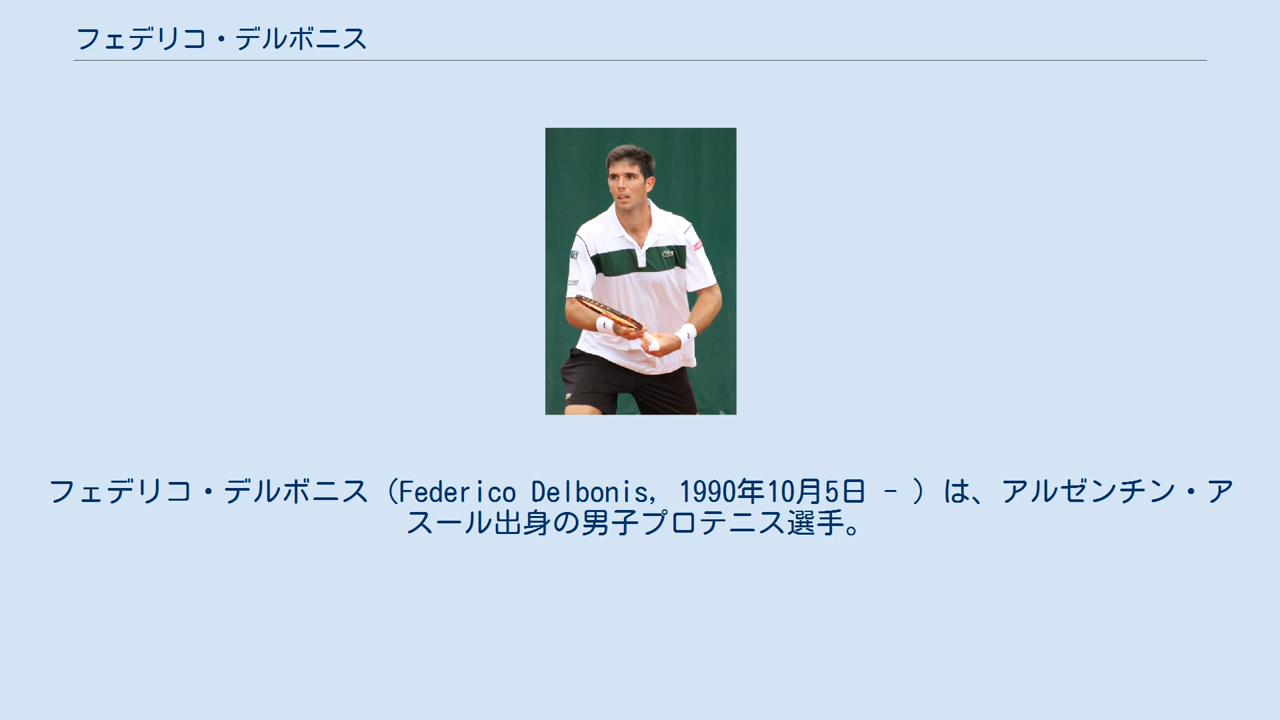 フェデリコ・デルボニス
フェデリコ・デルボニス（Federico Delbonis, 1990年10月5日 - ）は、アルゼンチン・ア
スール出身の男子プロテニス選手。